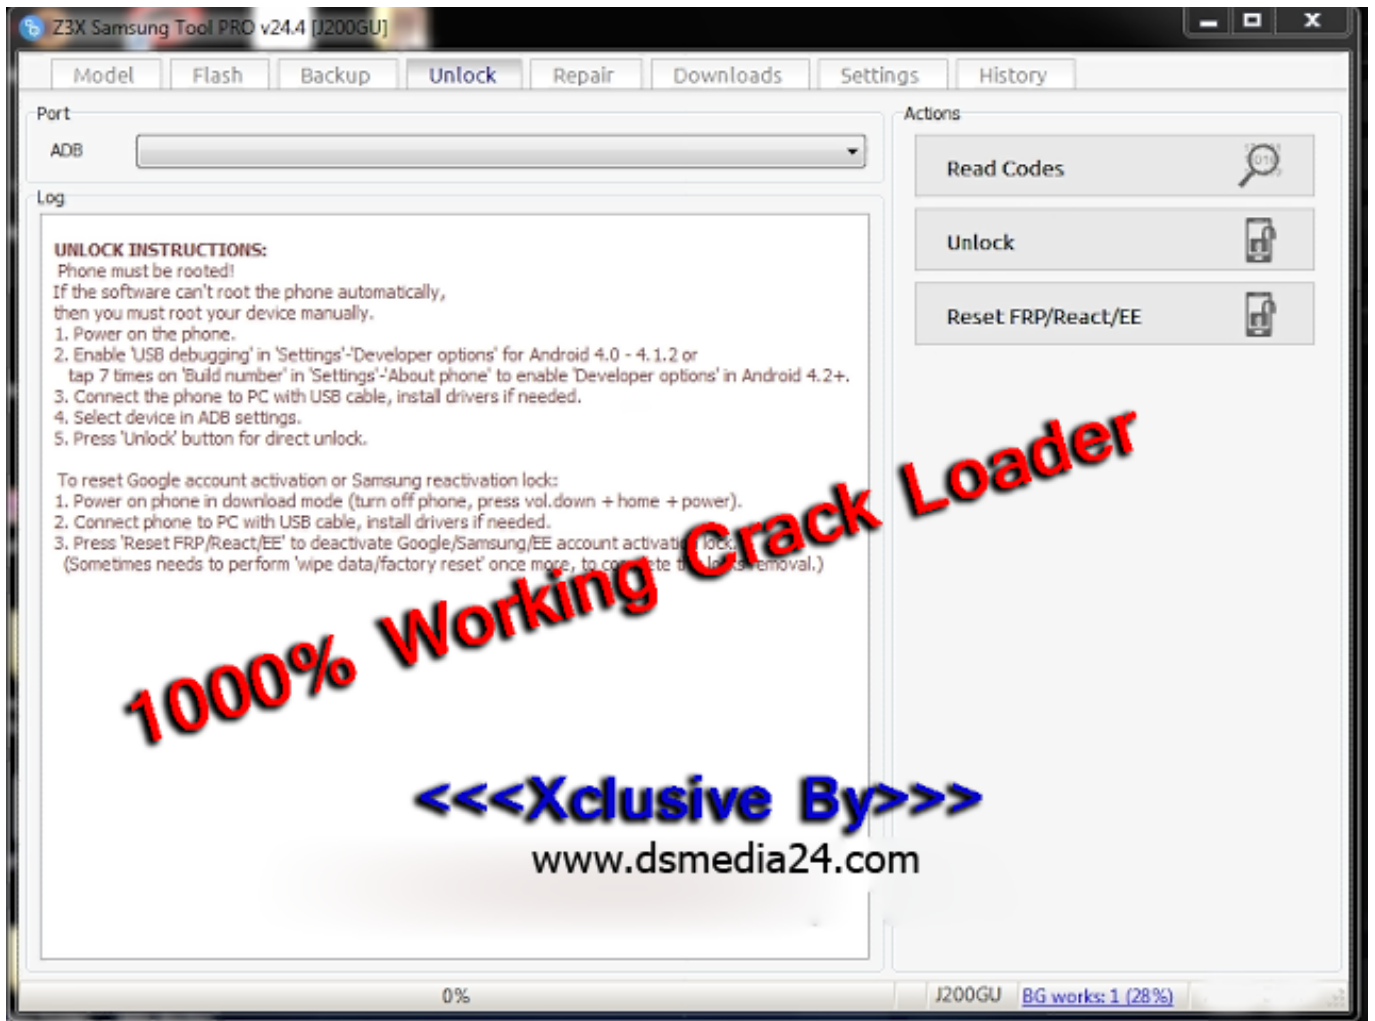 Z3X Samsung Tool PRO v24.4 [J200GU]
Model Flash Backup Unlock Repair Downloads Settings History
Port
ADB
Log
UNLOCK INSTRUCTIONS:
Phone must be rooted!
If the software can't root the phone automatically,
then you must root your device manually.
1. Power on the phone.
2. Enable 'USB debugging' in 'Settings'-'Developer options' for Android 4.0 - 4.1.2 or
tap 7 times on 'Build number' in 'Settings'-'About phone' to enable 'Developer options' in Android 4.2+.
3. Connect the phone to PC with USB cable, install drivers if needed.
4. Select device in ADB settings.
5. Press 'Unlock' button for direct unlock.
To reset Google account activation or Samsung reactivation lock:
1. Power on phone in download mode (turn off phone, press vol.down + home + power).
2. Connect phone to PC with USB cable, install drivers if needed.
3. Press 'Reset FRP/React/EE' to deactivate Google/Samsung/EE account activation lock.
(Sometimes needs to perform 'wipe data/factory reset' once more, to complete the locks removal.)
Actions
Read Codes
Unlock
Reset FRP/React/EE
1000% Working Crack Loader
<<<Xclusive By>>>
www.dsmedia24.com
0% J200GU BG works: 1 (28%)